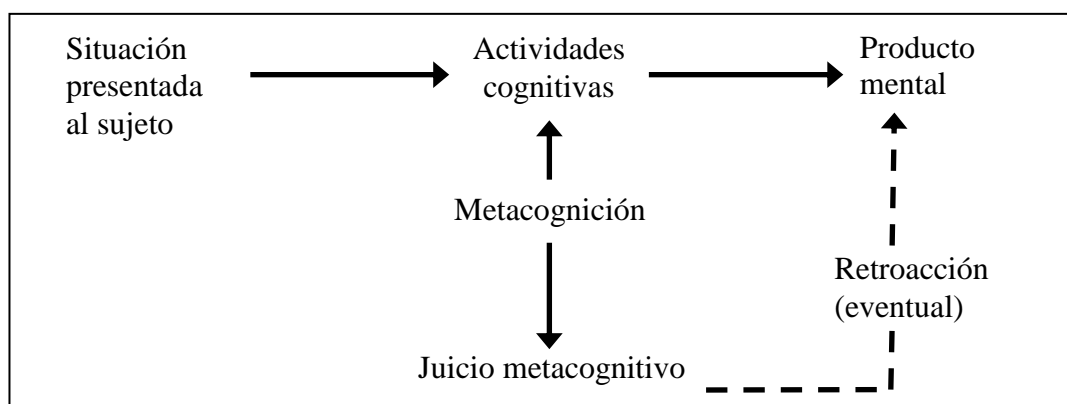 Situación
presentada
al sujeto
Actividades
cognitivas
Producto
mental
Metacognición
Retroacción
(eventual)
Juicio metacognitivo